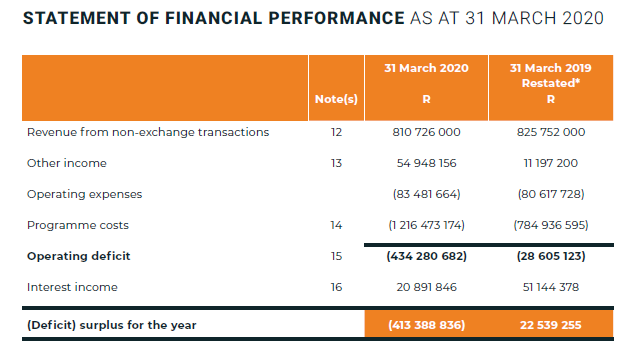 STATEMENT OF FINANCIAL PERFORMANCE AS AT 31 MARCH 2020
Note(s) 31 March 2020 R 31 March 2019 Restated* R
Revenue from non-exchange transactions 12 810 726 000 825 752 000
Other income 13 54 948 156 11 197 200
Operating expenses (83 481 664) (80 617 728)
Programme costs 14 (1 216 473 174) (784 936 595)
Operating deficit 15 (434 280 682) (28 605 123)
Interest income 16 20 891 846 51 144 378
(Deficit) surplus for the year (413 388 836) 22 539 255